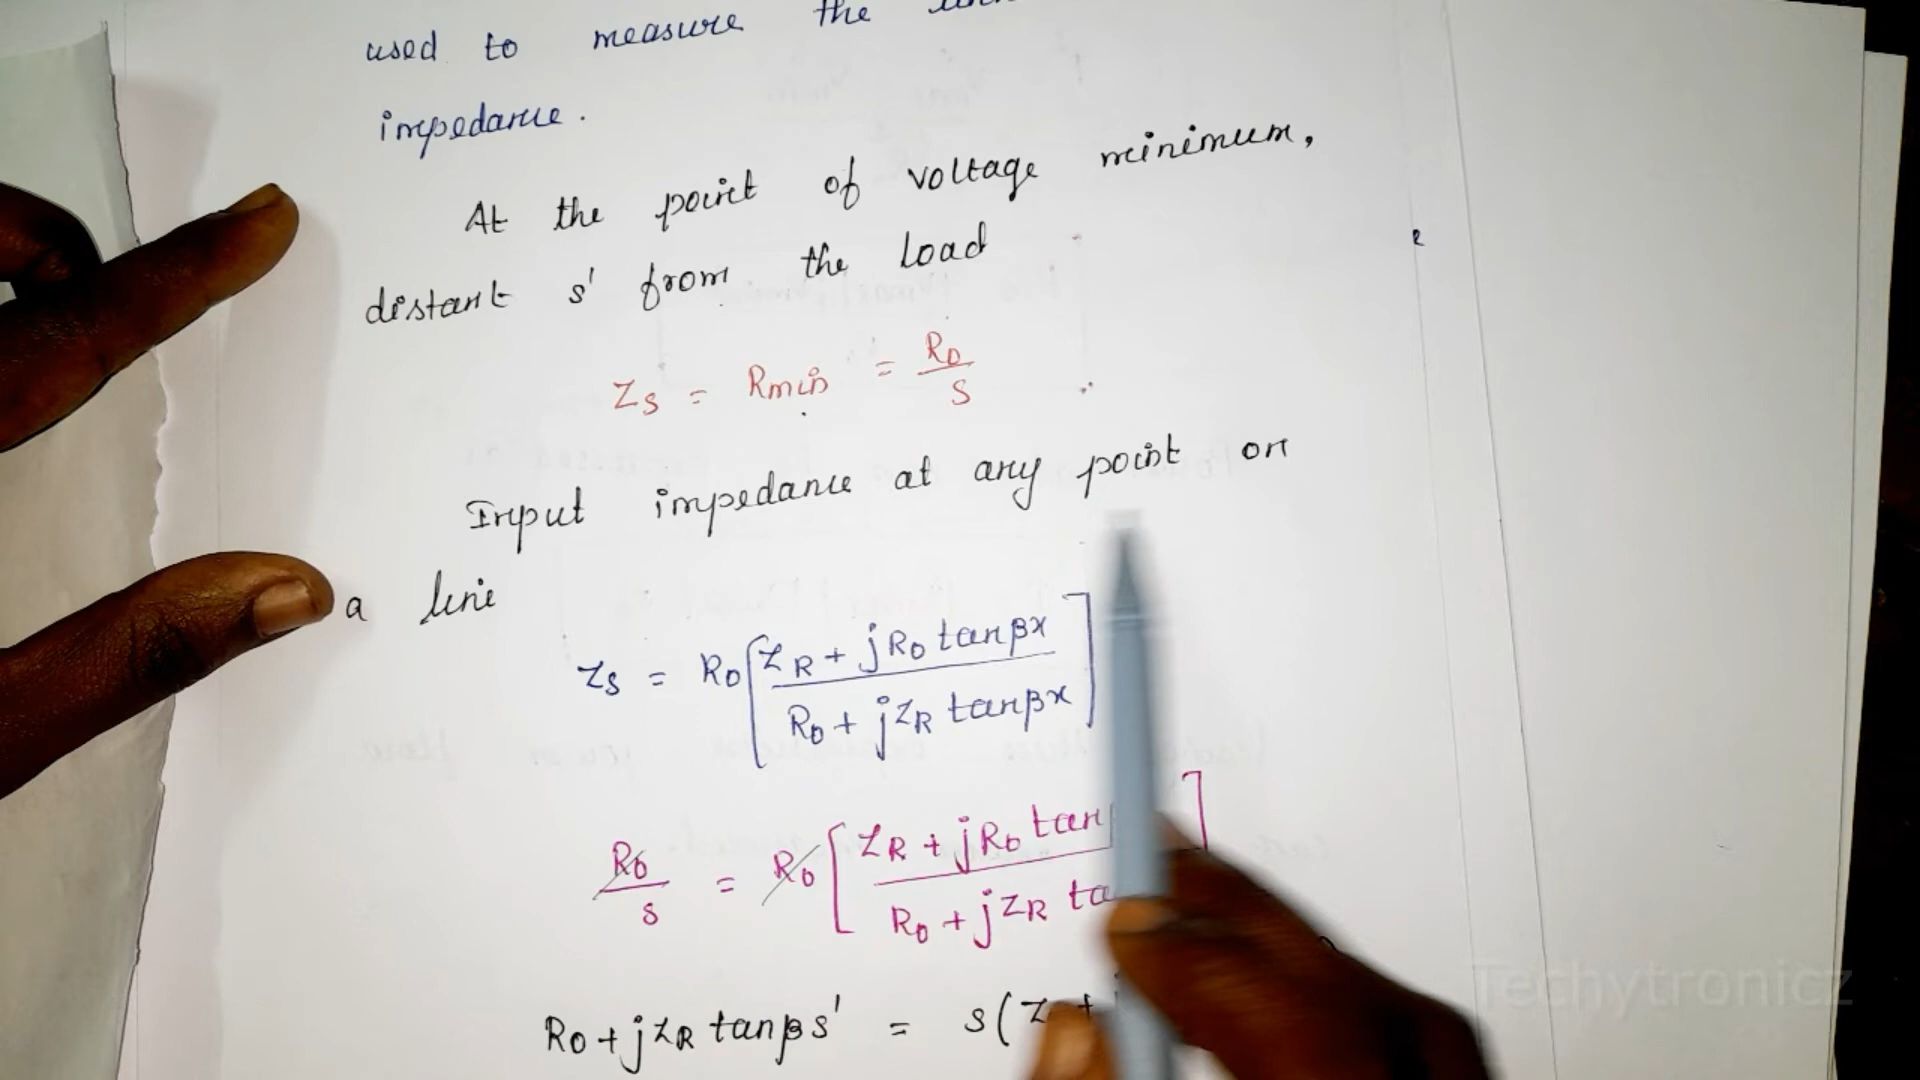 used to measure the
impedance.
At the point of voltage minimum,
distant s' from the load
Zs = Rmin = R0/S
Input impedance at any point on
a line
Zs = R0 [ZR + jR0 tanβx / R0 + jZR tanβx]
R0/s = R0 [ZR + jR0 tan / R0 + jZR ta ]
R0 + jZR tanβs' = s(Z +
Techytronicz